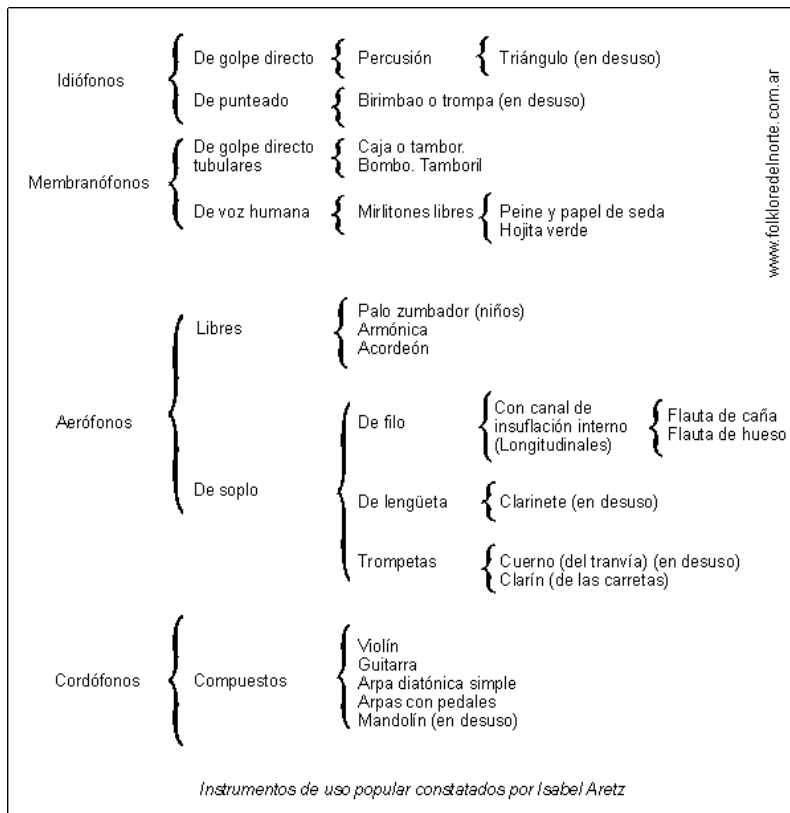 Idiófonos
De golpe directo
Percusión
Triángulo (en desuso)
De punteado
Birimbao o trompa (en desuso)
Membranófonos
De golpe directo
tubulares
Caja o tambor.
Bombo. Tamboril
De voz humana
Mirlitones libres
Peine y papel de seda
Hojita verde
Aerófonos
Libres
Palo zumbador (niños)
Armónica
Acordeón
De soplo
De filo
Con canal de
insuflación interno
(Longitudinales)
Flauta de caña
Flauta de hueso
De lengüeta
Clarinete (en desuso)
Trompetas
Cuerno (del tranvía) (en desuso)
Clarín (de las carretas)
Cordófonos
Compuestos
Violín
Guitarra
Arpa diatónica simple
Arpas con pedales
Mandolín (en desuso)
Instrumentos de uso popular constatados por Isabel Aretz
www.folkloredelnorte.com.ar